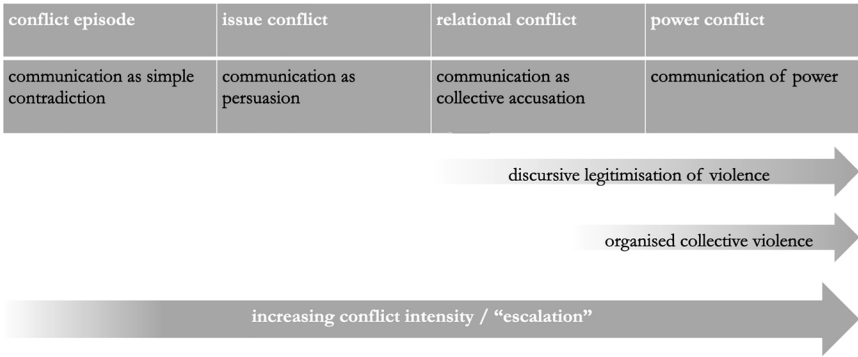 conflict episode issue conflict relational conflict power conflict
communication as simple contradiction communication as persuasion communication as collective accusation communication of power
discursive legitimisation of violence
organised collective violence
increasing conflict intensity / “escalation”